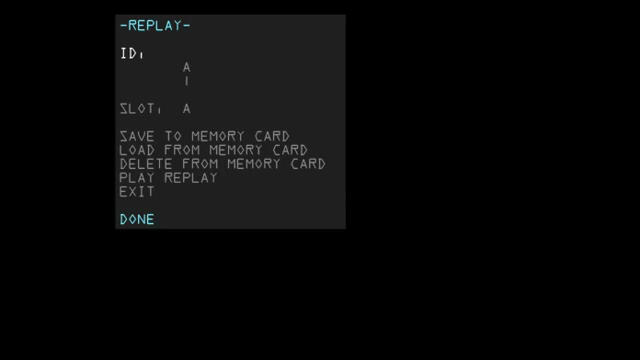 -REPLAY-
ID:
A
1
SLOT: A
SAVE TO MEMORY CARD
LOAD FROM MEMORY CARD
DELETE FROM MEMORY CARD
PLAY REPLAY
EXIT
DONE